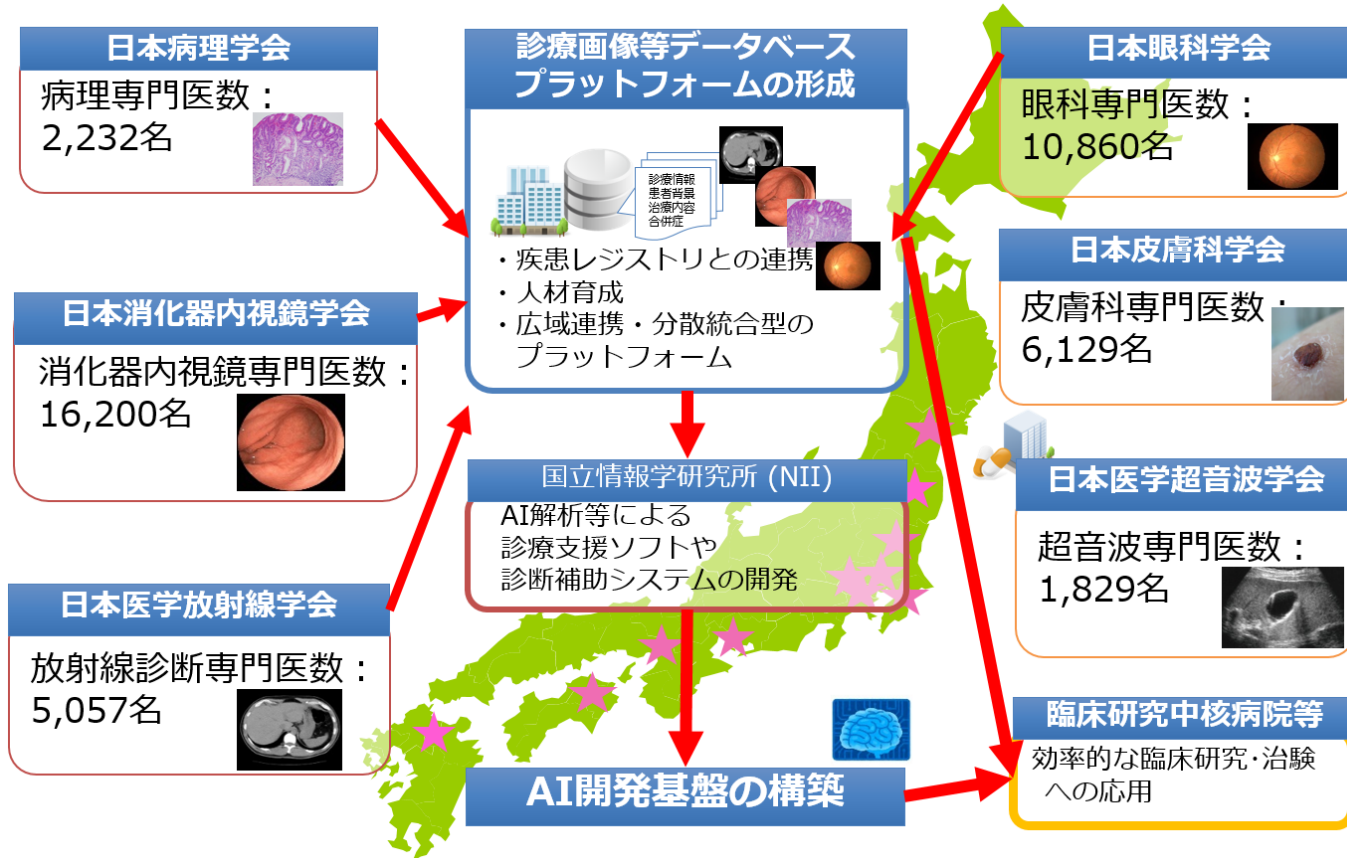 日本病理学会
病理専門医数：
2,232名
日本消化器内視鏡学会
消化器内視鏡専門医数：
16,200名
日本医学放射線学会
放射線診断専門医数：
5,057名
診療画像等データベース
プラットフォームの形成
診療情報
患者背景
治療内容
合併症
・疾患レジストリとの連携
・人材育成
・広域連携・分散統合型の
プラットフォーム
国立情報学研究所 (NII)
AI解析等による
診療支援ソフトや
診断補助システムの開発
AI開発基盤の構築
日本眼科学会
眼科専門医数：
10,860名
日本皮膚科学会
皮膚科専門医数：
6,129名
日本医学超音波学会
超音波専門医数：
1,829名
臨床研究中核病院等
効率的な臨床研究・治験
への応用